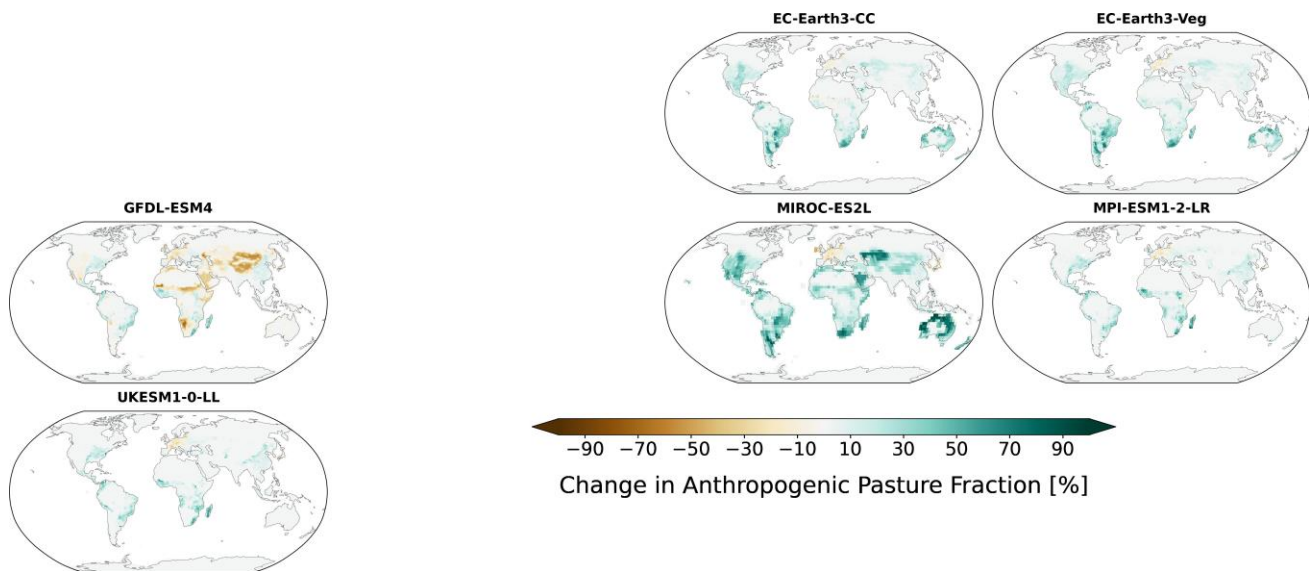 EC-Earth3-CC EC-Earth3-Veg
GFDL-ESM4 MIROC-ES2L MPI-ESM1-2-LR
UKESM1-0-LL
−90 −70 −50 −30 −10 10 30 50 70 90
Change in Anthropogenic Pasture Fraction [%]